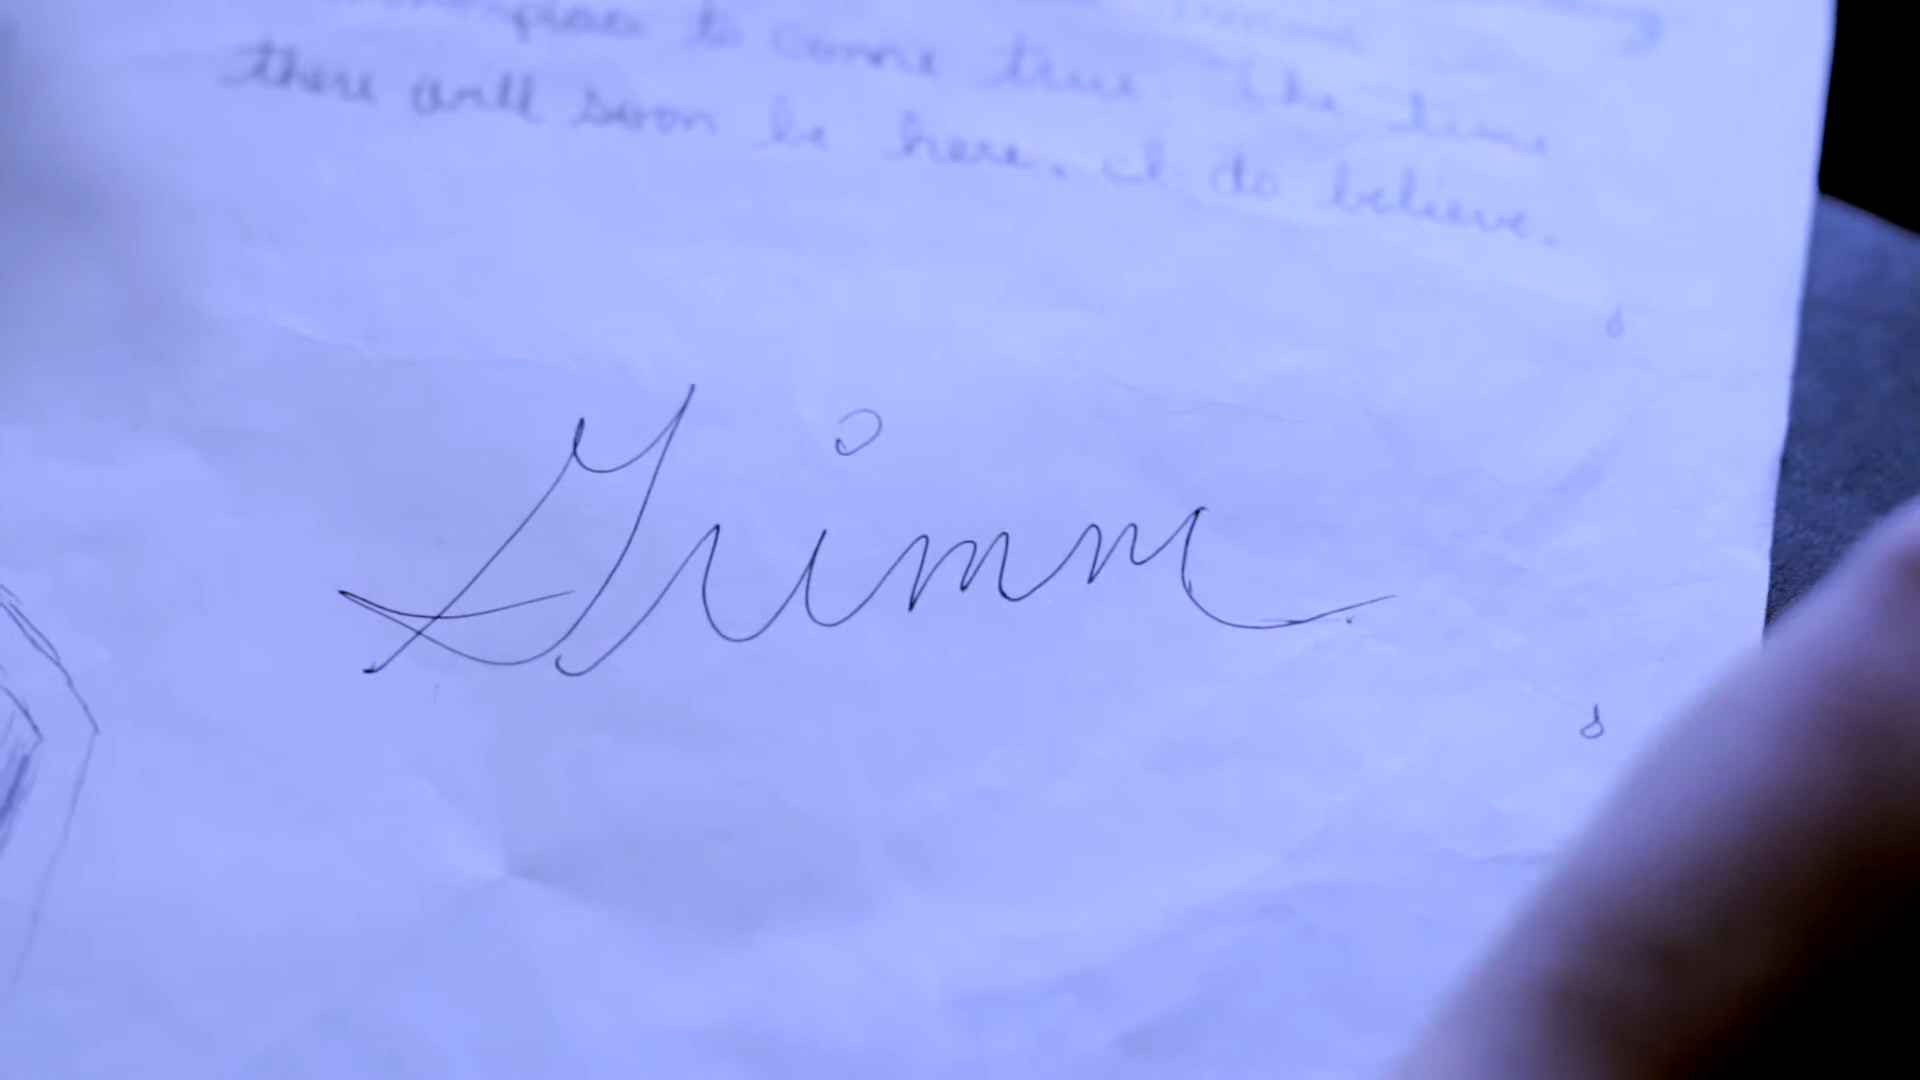 to come true. The time
there will soon be here. I do believe.
Grimm